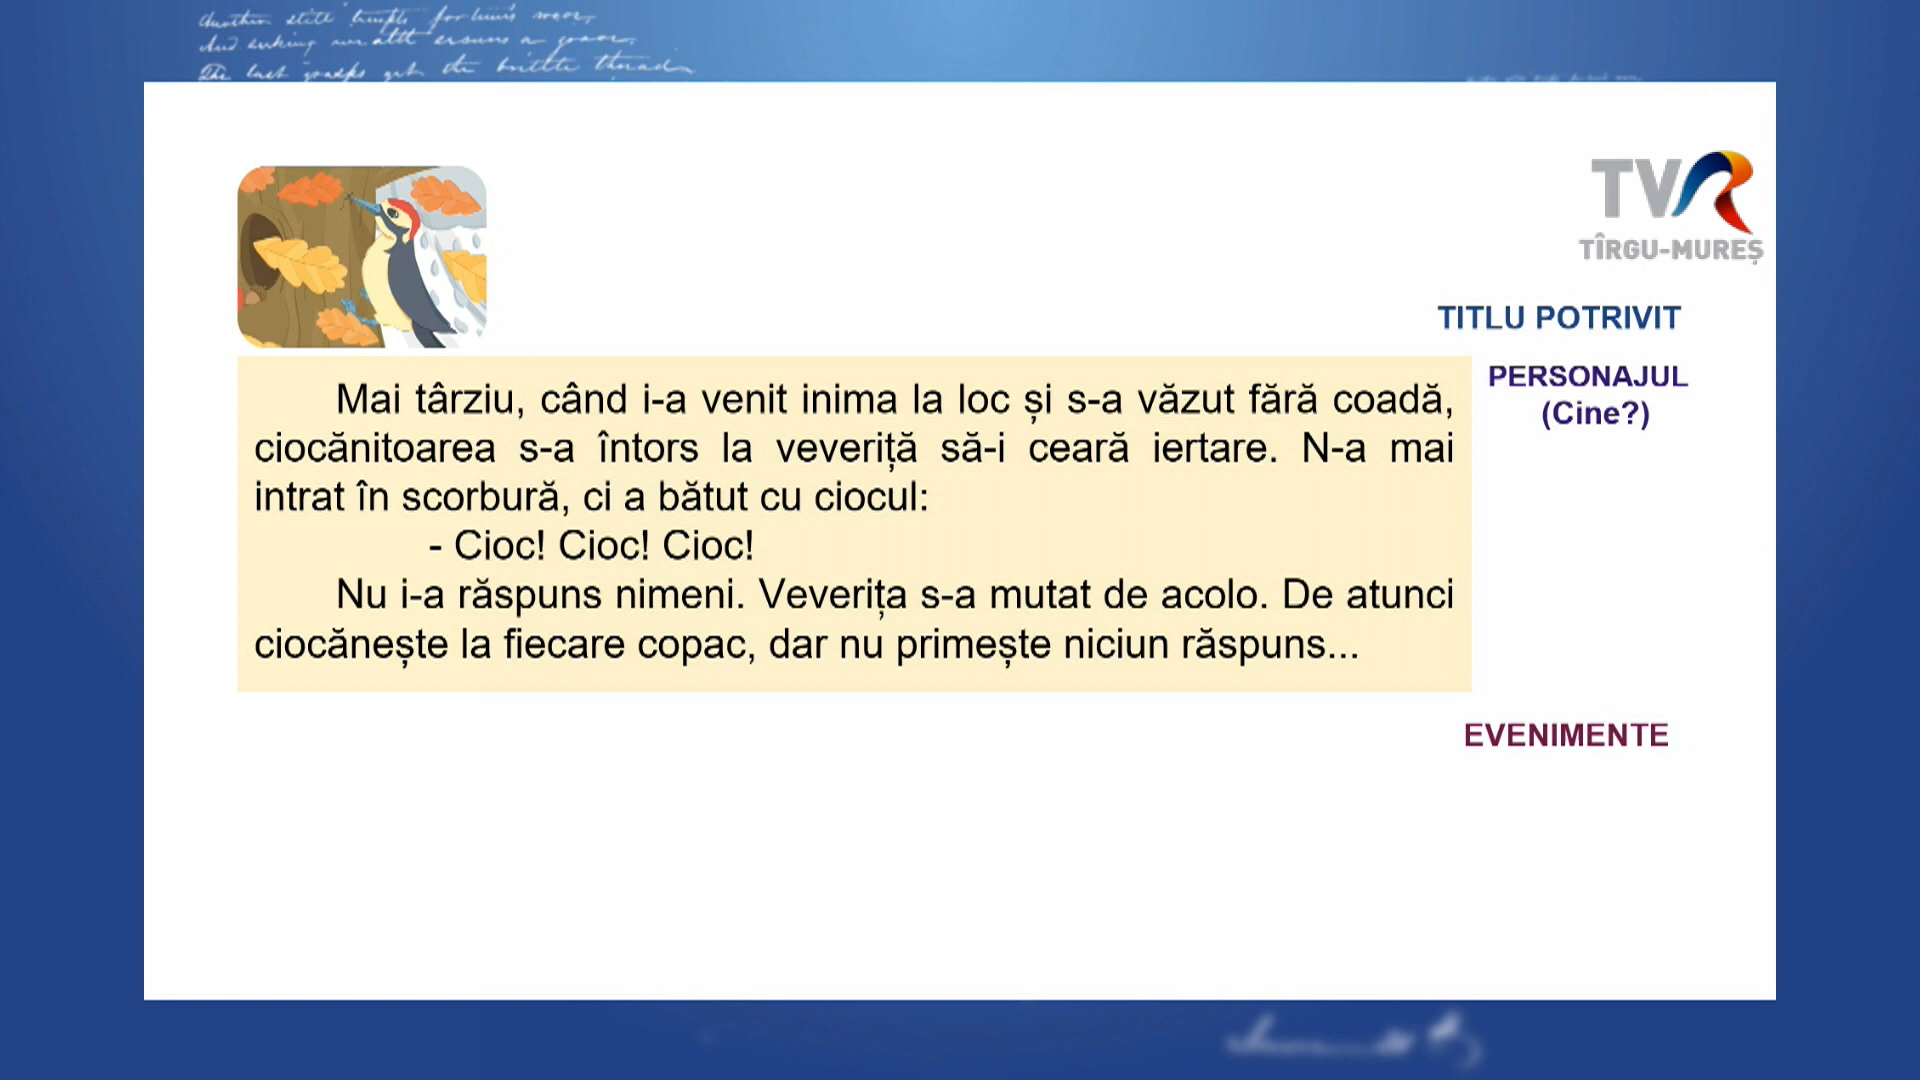 TVR
TÎRGU-MUREȘ
TITLU POTRIVIT
PERSONAJUL
(Cine?)
Mai târziu, când i-a venit inima la loc și s-a văzut fără coadă,
ciocănitoarea s-a întors la veveriță să-i ceară iertare. N-a mai
intrat în scorbură, ci a bătut cu ciocul:
- Cioc! Cioc! Cioc!
Nu i-a răspuns nimeni. Veverița s-a mutat de acolo. De atunci
ciocănește la fiecare copac, dar nu primește niciun răspuns...
EVENIMENTE